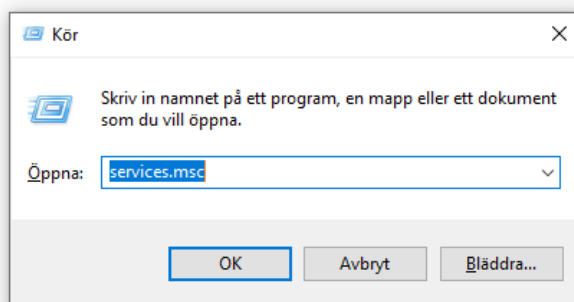 Kör
Skriv in namnet på ett program, en mapp eller ett dokument
som du vill öppna.
Öppna: services.msc
OK Avbryt Bläddra...